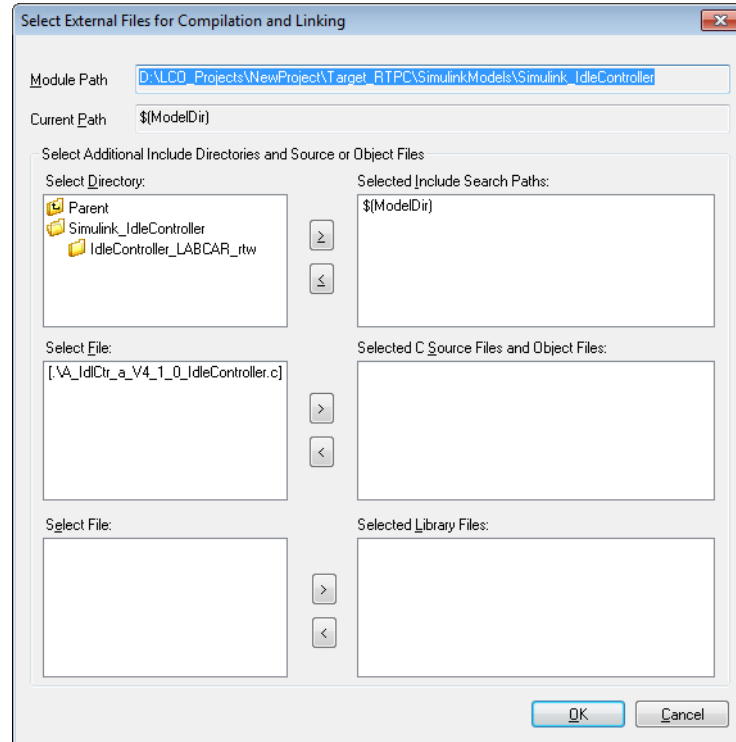 Select External Files for Compilation and Linking
Module Path
D:\LCO_Projects\NewProject\Target_RTPC\SimulinkModels\Simulink_IdleController
Current Path
$(ModelDir)
Select Additional Include Directories and Source or Object Files
Select Directory:
Selected Include Search Paths:
Parent
Simulink_IdleController
IdleController_LABCAR_rtw
$(ModelDir)
≥
≤
Select File:
Selected C Source Files and Object Files:
[.\A_IdlCtr_a_V4_1_0_IdleController.c]
>
<
Select File:
Selected Library Files:
>
<
OK
Cancel